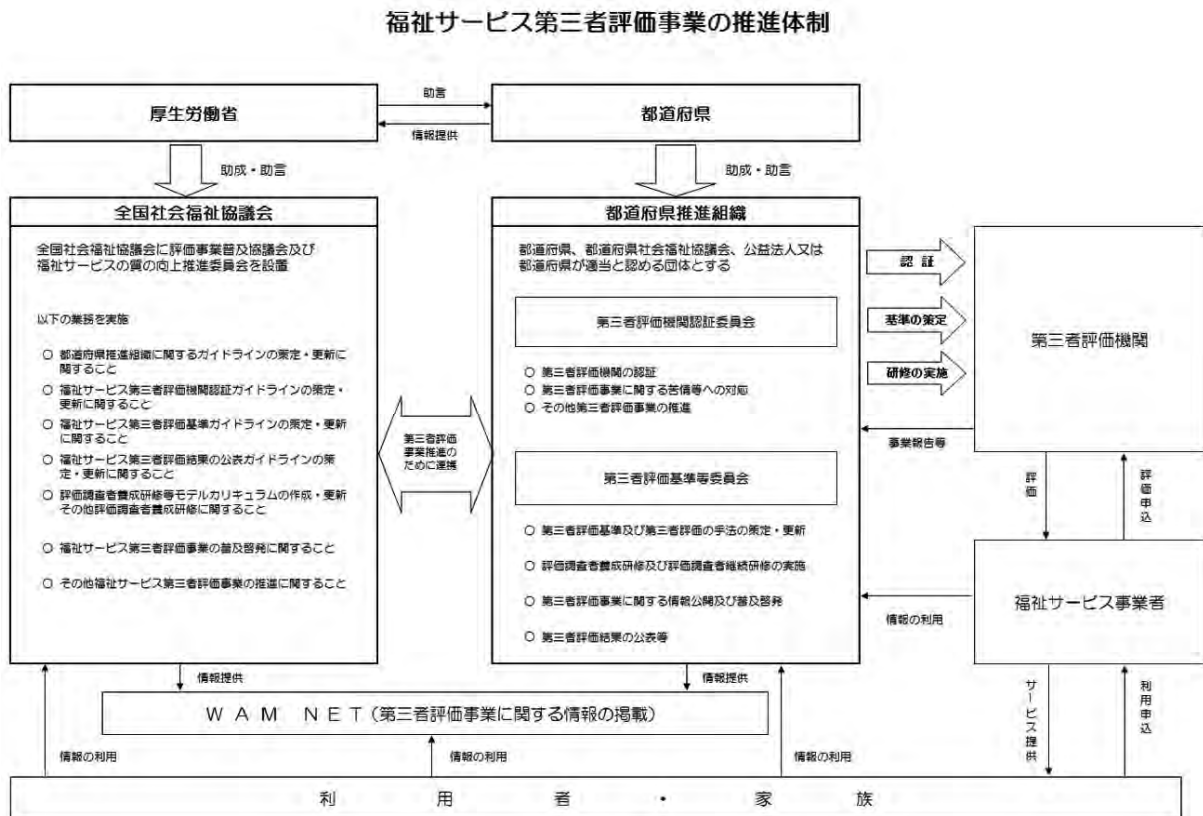 福祉サービス第三者評価事業の推進体制
厚生労働省
助言
情報提供
都道府県
助成・助言
助成・助言
全国社会福祉協議会
全国社会福祉協議会に評価事業普及協議会及び
福祉サービスの質の向上推進委員会を設置
以下の業務を実施
○ 都道府県推進組織に関するガイドラインの策定・更新に
関すること
○ 福祉サービス第三者評価機関認証ガイドラインの策定・
更新に関すること
○ 福祉サービス第三者評価基準ガイドラインの策定・更新
に関すること
○ 福祉サービス第三者評価結果の公表ガイドラインの策
定・更新に関すること
○ 評価調査者養成研修等モデルカリキュラムの作成・更新
その他評価調査者養成研修に関すること
○ 福祉サービス第三者評価事業の普及啓発に関すること
○ その他福祉サービス第三者評価事業の推進に関すること
第三者評価
事業推進の
ために連携
都道府県推進組織
都道府県、都道府県社会福祉協議会、公益法人又は
都道府県が適当と認める団体とする
第三者評価機関認証委員会
○ 第三者評価機関の認証
○ 第三者評価事業に関する苦情等への対応
○ その他第三者評価事業の推進
第三者評価基準等委員会
○ 第三者評価基準及び第三者評価の手法の策定・更新
○ 評価調査者養成研修及び評価調査者継続研修の実施
○ 第三者評価事業に関する情報公開及び普及啓発
○ 第三者評価結果の公表等
認 証
基準の策定
研修の実施
事業報告等
第三者評価機関
評価
評価申込
福祉サービス事業者
情報の利用
サービス提供
利用申込
情報提供
情報提供
ＷＡＭ ＮＥＴ(第三者評価事業に関する情報の掲載)
情報の利用
情報の利用
情報の利用
利 用 者 ・ 家 族